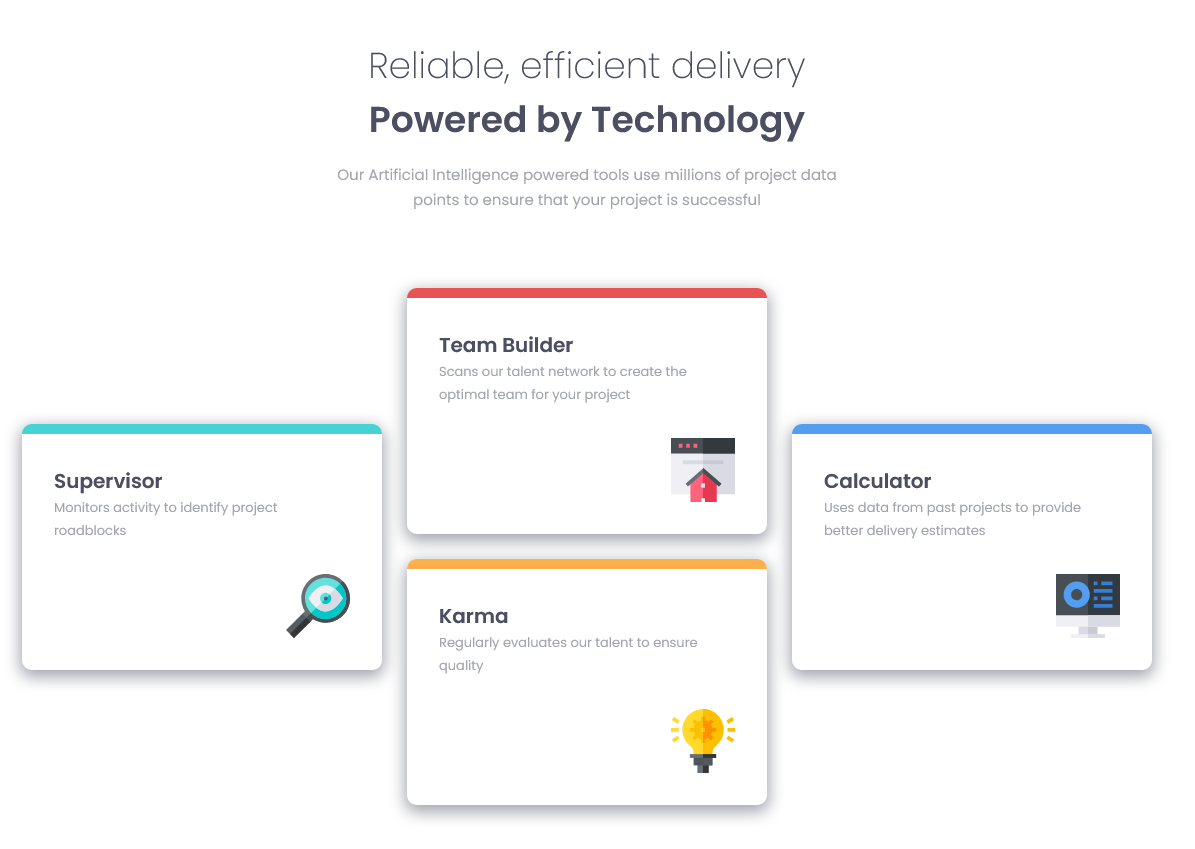 Reliable, efficient delivery
Powered by Technology
Our Artificial Intelligence powered tools use millions of project data
points to ensure that your project is successful
Team Builder
Scans our talent network to create the
optimal team for your project
Supervisor
Monitors activity to identify project
roadblocks
Calculator
Uses data from past projects to provide
better delivery estimates
Karma
Regularly evaluates our talent to ensure
quality